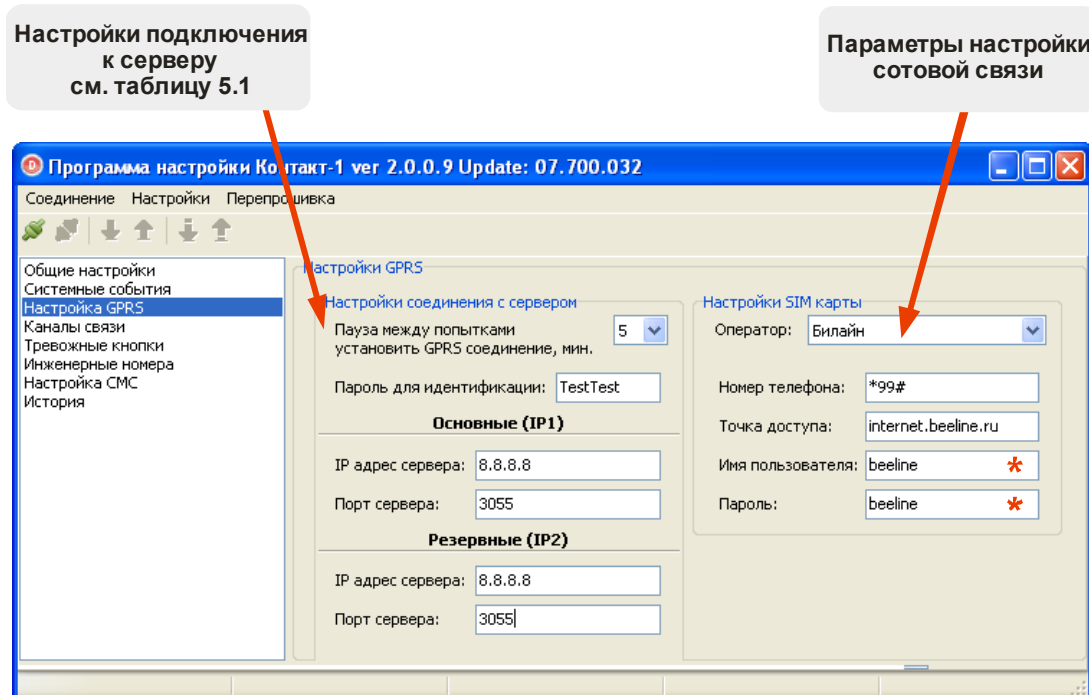 Настройки подключения
к серверу
см. таблицу 5.1
Параметры настройки
сотовой связи
Программа настройки Контакт-1 ver 2.0.0.9 Update: 07.700.032
Соединение Настройки Перепрошивка
Общие настройки
Системные события
Настройка GPRS
Каналы связи
Тревожные кнопки
Инженерные номера
Настройка СМС
История
Настройки GPRS
Настройки соединения с сервером
Пауза между попытками
установить GPRS соединение, мин.
5
Пароль для идентификации: TestTest
Основные (IP1)
IP адрес сервера: 8.8.8.8
Порт сервера: 3055
Резервные (IP2)
IP адрес сервера: 8.8.8.8
Порт сервера: 3055
Настройки SIM карты
Оператор: Билайн
Номер телефона: *99#
Точка доступа: internet.beeline.ru
Имя пользователя: beeline *
Пароль: beeline *